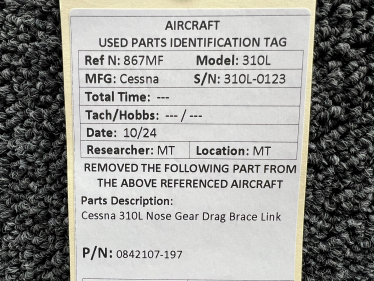 AIRCRAFT
USED PARTS IDENTIFICATION TAG
Ref N: 867MF Model: 310L
MFG: Cessna S/N: 310L-0123
Total Time: ---
Tach/Hobbs: --- / ---
Date: 10/24
Researcher: MT Location: MT
REMOVED THE FOLLOWING PART FROM
THE ABOVE REFERENCED AIRCRAFT
Parts Description:
Cessna 310L Nose Gear Drag Brace Link
P/N: 0842107-197